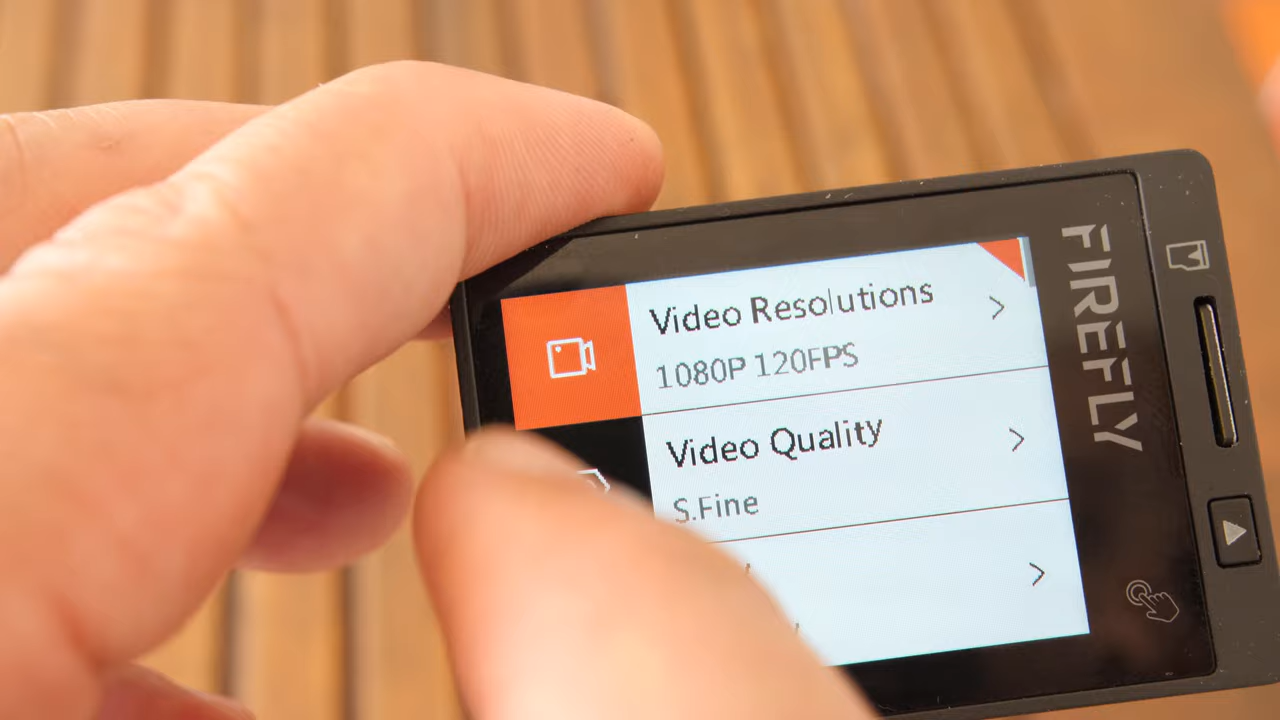 Video Resolutions
1080P 120FPS
Video Quality
S.Fine
FIREFLY